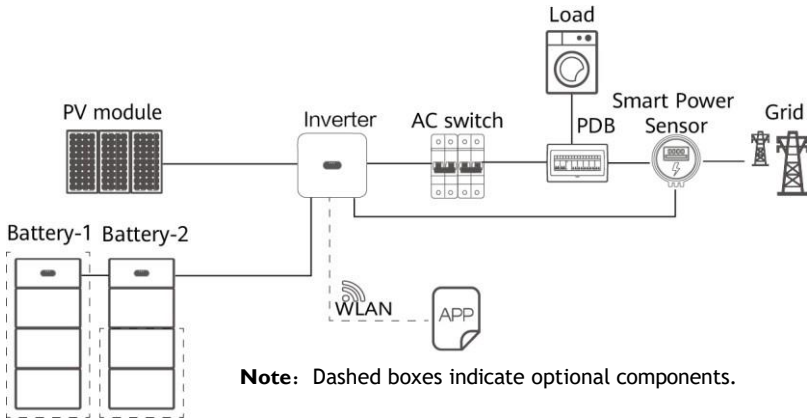 Load
PV module
Inverter
AC switch
PDB
Smart Power
Sensor
Grid
Battery-1
Battery-2
WLAN
APP
Note: Dashed boxes indicate optional components.